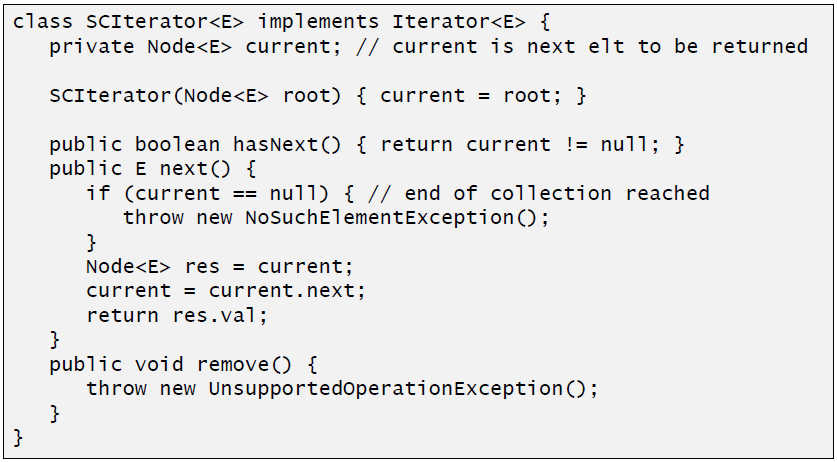 class SCIterator<E> implements Iterator<E> {
   private Node<E> current; // current is next elt to be returned

   SCIterator(Node<E> root) { current = root; }

   public boolean hasNext() { return current != null; }
   public E next() {
      if (current == null) { // end of collection reached
         throw new NoSuchElementException();
      }
      Node<E> res = current;
      current = current.next;
      return res.val;
   }
   public void remove() {
      throw new UnsupportedOperationException();
   }
}